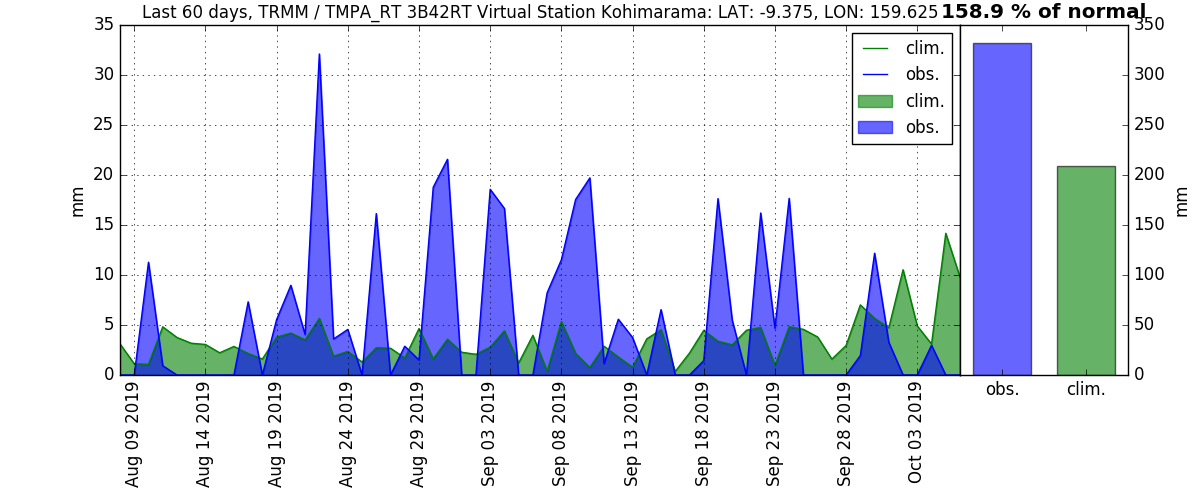 Last 60 days, TRMM / TMPA_RT 3B42RT Virtual Station Kohimarama: LAT: -9.375, LON: 159.625
158.9 % of normal
35
30
25
20
15
10
5
0
mm
clim.
obs.
clim.
obs.
350
300
250
200
150
100
50
0
mm
Aug 09 2019
Aug 14 2019
Aug 19 2019
Aug 24 2019
Aug 29 2019
Sep 03 2019
Sep 08 2019
Sep 13 2019
Sep 18 2019
Sep 23 2019
Sep 28 2019
Oct 03 2019
obs.
clim.